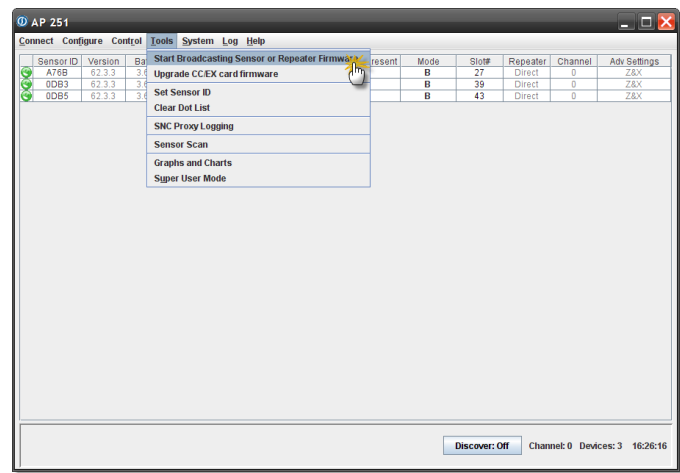 AP 251
Connect Configure Control Tools System Log Help
Sensor ID Version Ba resent Mode Slot# Repeater Channel Adv Settings
A76B 62.3.3 3.6 B 27 Direct 0 Z&X
0DB3 62.3.3 3.6 B 39 Direct 0 Z&X
0DB5 62.3.3 3.6 B 43 Direct 0 Z&X
Start Broadcasting Sensor or Repeater Firmware
Upgrade CC/EX card firmware
Set Sensor ID
Clear Dot List
SNC Proxy Logging
Sensor Scan
Graphs and Charts
Super User Mode
Discover: Off Channel: 0 Devices: 3 16:26:16